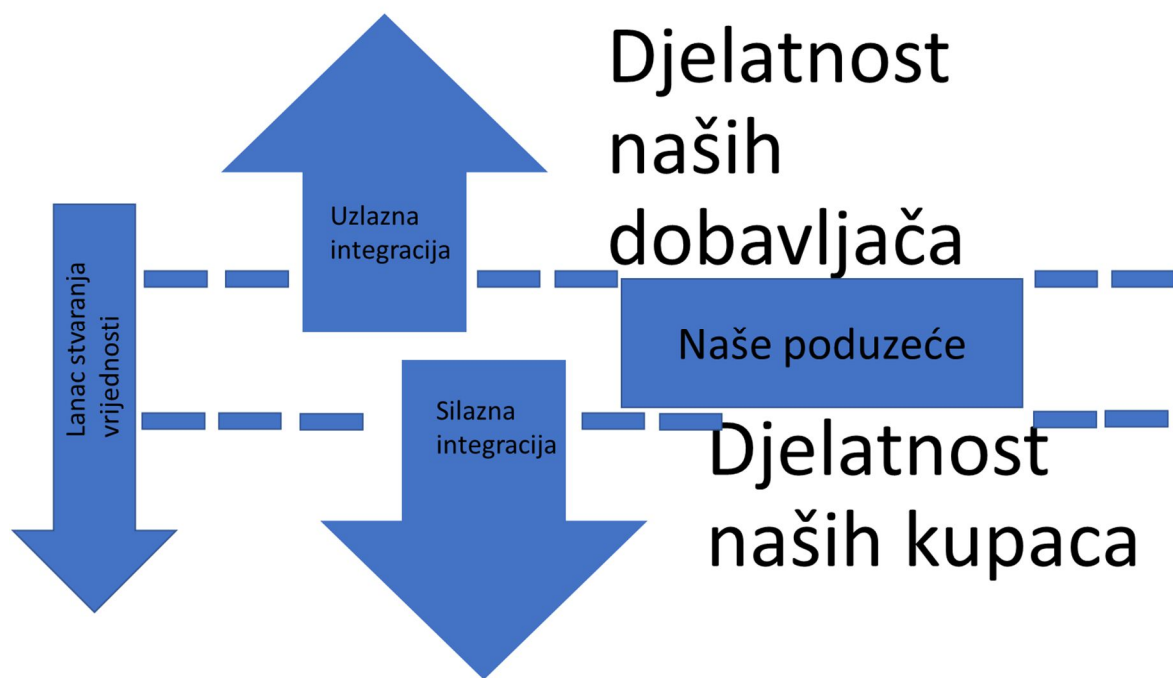 Djelatnost
naših
dobavljača
Uzlazna
integracija
Lanac stvaranja
vrijednosti
Naše poduzeće
Silazna
integracija
Djelatnost
naših kupaca